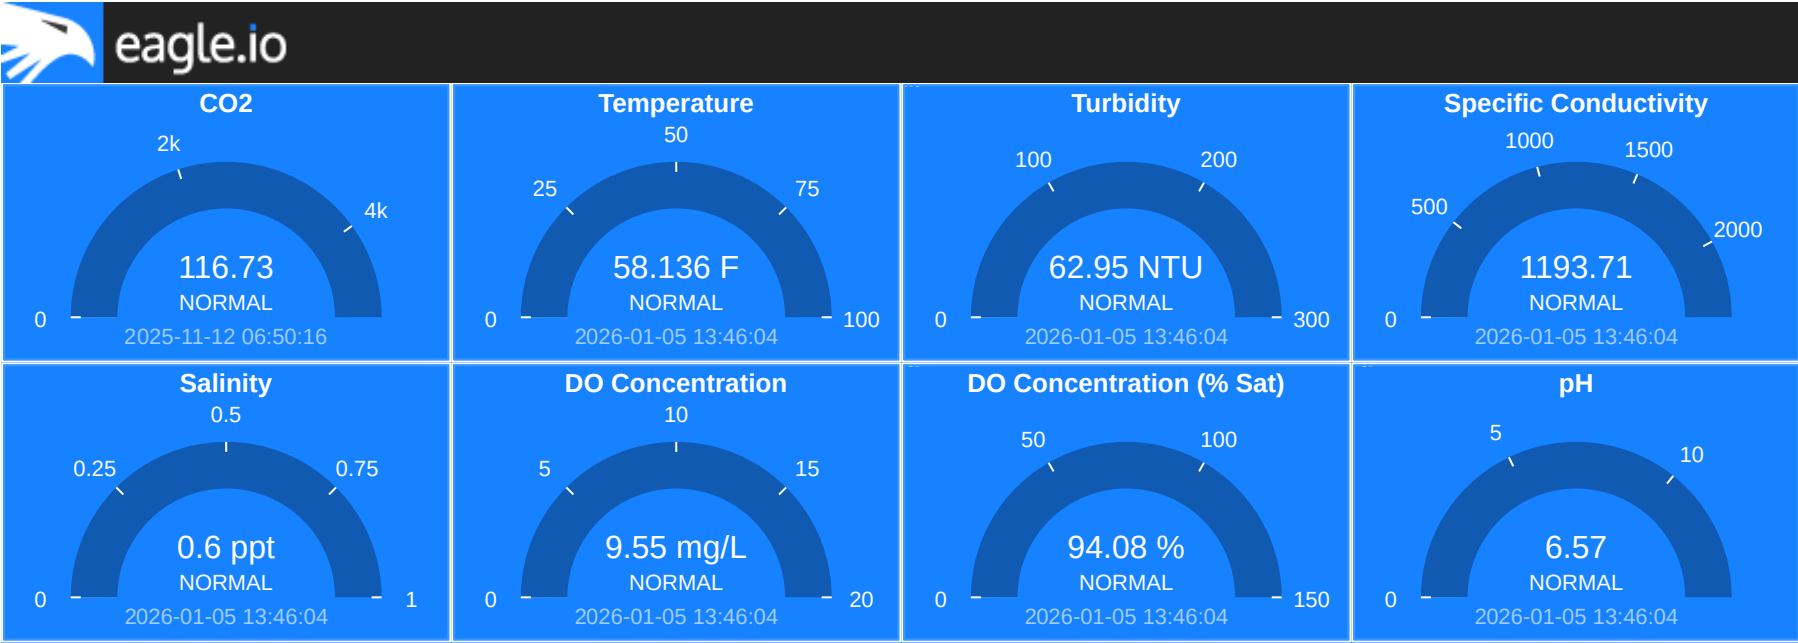 eagle.io
CO2
2k
4k
0
116.73
NORMAL
2025-11-12 06:50:16
Temperature
50
25
75
0
100
58.136 F
NORMAL
2026-01-05 13:46:04
Turbidity
100
200
0
300
62.95 NTU
NORMAL
2026-01-05 13:46:04
Specific Conductivity
1000
1500
500
2000
0
1193.71
NORMAL
2026-01-05 13:46:04
Salinity
0.5
0.25
0.75
0
1
0.6 ppt
NORMAL
2026-01-05 13:46:04
DO Concentration
10
5
15
0
20
9.55 mg/L
NORMAL
2026-01-05 13:46:04
DO Concentration (% Sat)
50
100
0
150
94.08 %
NORMAL
2026-01-05 13:46:04
pH
5
10
0
6.57
NORMAL
2026-01-05 13:46:04